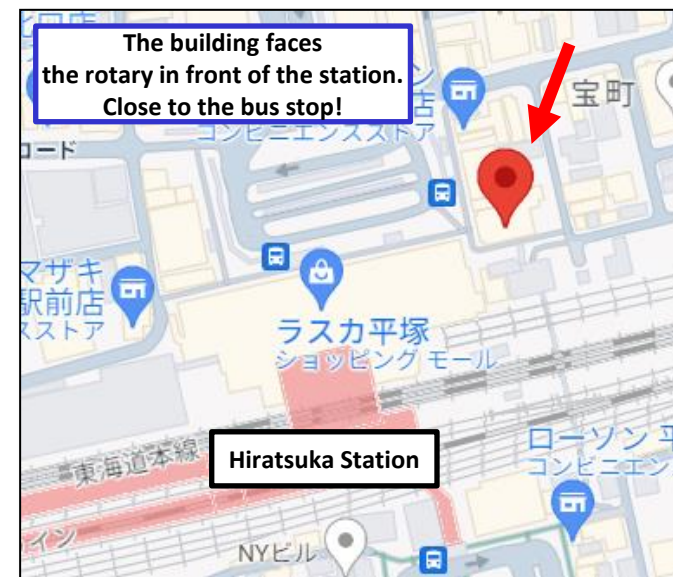 The building faces
the rotary in front of the station.
Close to the bus stop!
店
コンビニエンスストア
宝町
ロード
マザキ
駅前店
スストア
ラスカ平塚
ショッピング モール
東海道本線
Hiratsuka Station
ローソン 平
コンビニエン
イン
NYビル